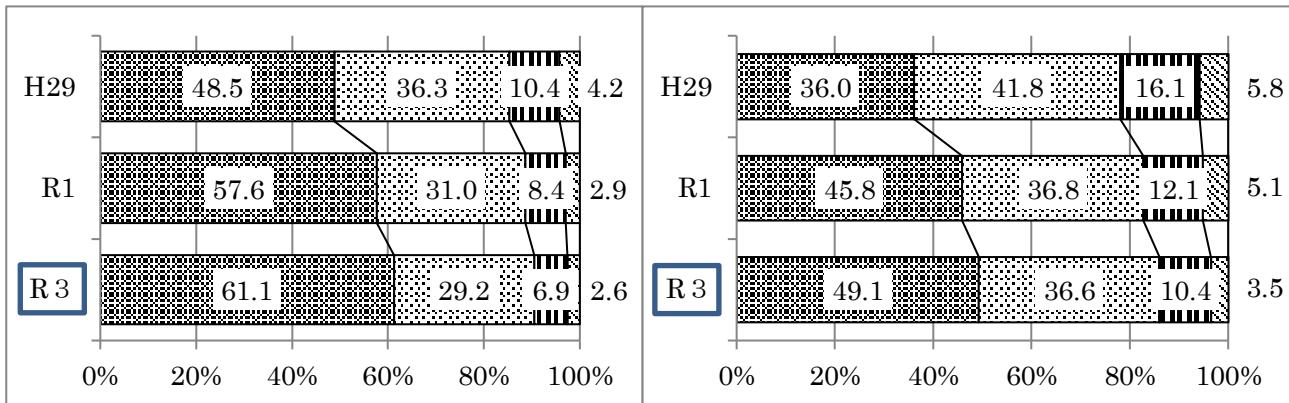 H29 48.5 36.3 10.4 4.2
R1 57.6 31.0 8.4 2.9
R３ 61.1 29.2 6.9 2.6
0% 20% 40% 60% 80% 100%
H29 36.0 41.8 16.1 5.8
R1 45.8 36.8 12.1 5.1
R３ 49.1 36.6 10.4 3.5
0% 20% 40% 60% 80% 100%